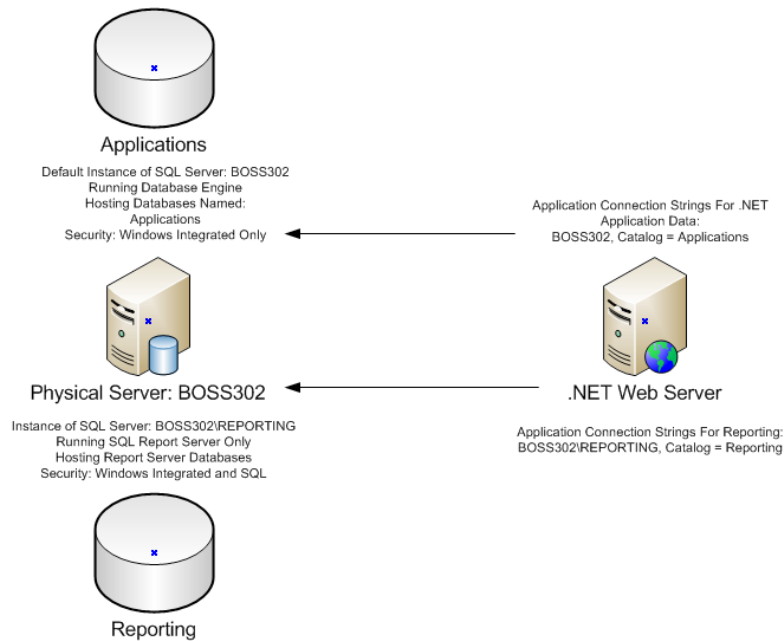 Applications
Default Instance of SQL Server: BOSS302
Running Database Engine
Hosting Databases Named:
Applications
Security: Windows Integrated Only
Application Connection Strings For .NET
Application Data:
BOSS302, Catalog = Applications
Physical Server: BOSS302
.NET Web Server
Instance of SQL Server: BOSS302\REPORTING
Running SQL Report Server Only
Hosting Report Server Databases
Security: Windows Integrated and SQL
Application Connection Strings For Reporting:
BOSS302\REPORTING, Catalog = Reporting
Reporting